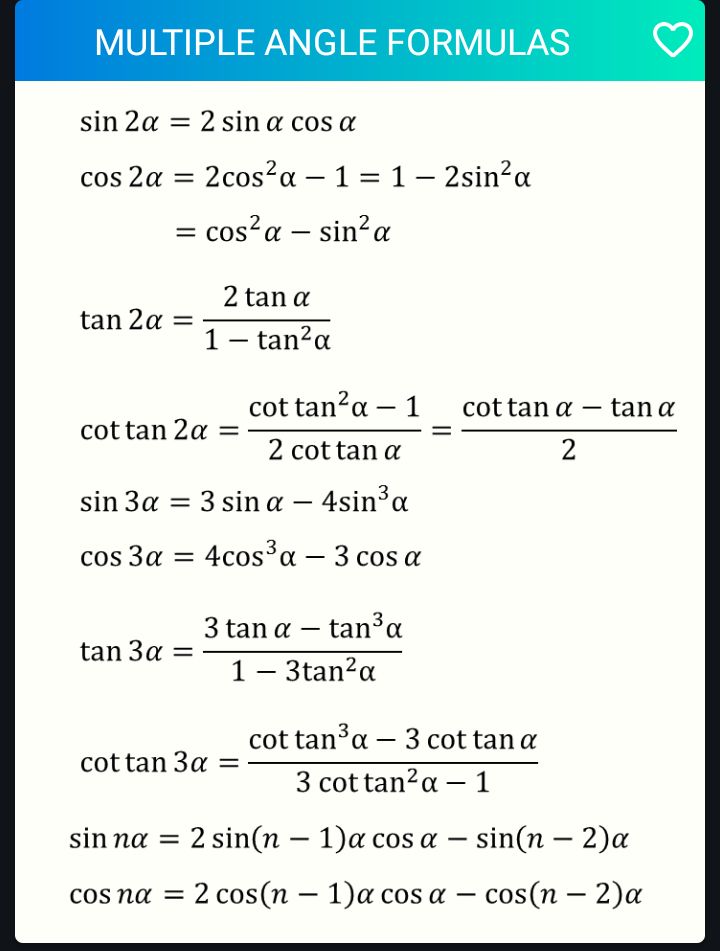 MULTIPLE ANGLE FORMULAS
sin 2α = 2 sin α cos α
cos 2α = 2cos²α − 1 = 1 − 2sin²α
= cos²α − sin²α
tan 2α = (2 tan α)/(1 − tan²α)
cot tan 2α = (cot tan²α − 1)/(2 cot tan α) = (cot tan α − tan α)/2
sin 3α = 3 sin α − 4sin³α
cos 3α = 4cos³α − 3 cos α
tan 3α = (3 tan α − tan³α)/(1 − 3tan²α)
cot tan 3α = (cot tan³α − 3 cot tan α)/(3 cot tan²α − 1)
sin nα = 2 sin(n − 1)α cos α − sin(n − 2)α
cos nα = 2 cos(n − 1)α cos α − cos(n − 2)α